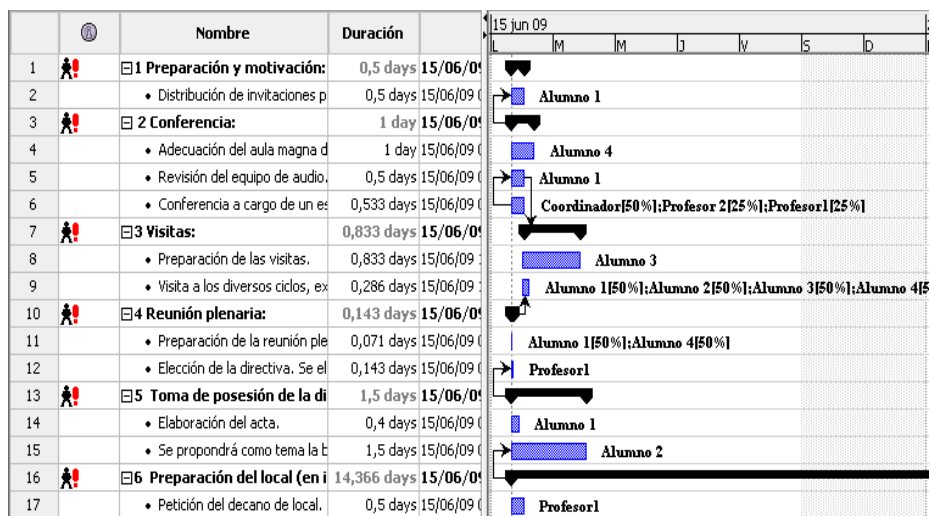 Nombre Duración 15 jun 09
L M M J V S D
1 ⊟1 Preparación y motivación: 0,5 days 15/06/09
2 • Distribución de invitaciones p 0,5 days 15/06/09 Alumno 1
3 ⊟ 2 Conferencia: 1 day 15/06/09
4 • Adecuación del aula magna d 1 day 15/06/09 Alumno 4
5 • Revisión del equipo de audio. 0,5 days 15/06/09 Alumno 1
6 • Conferencia a cargo de un es 0,533 days 15/06/09 Coordinador[50%];Profesor 2[25%];Profesor1[25%]
7 ⊟3 Visitas: 0,833 days 15/06/09
8 • Preparación de las visitas. 0,833 days 15/06/09 Alumno 3
9 • Visita a los diversos ciclos, ex 0,286 days 15/06/09 Alumno 1[50%];Alumno 2[50%];Alumno 3[50%];Alumno 4[5
10 ⊟4 Reunión plenaria: 0,143 days 15/06/09
11 • Preparación de la reunión ple 0,071 days 15/06/09 Alumno 1[50%];Alumno 4[50%]
12 • Elección de la directiva. Se el 0,143 days 15/06/09 Profesor1
13 ⊟5 Toma de posesión de la di 1,5 days 15/06/09
14 • Elaboración del acta. 0,4 days 15/06/09 Alumno 1
15 • Se propondrá como tema la b 1,5 days 15/06/09 Alumno 2
16 ⊟6 Preparación del local (en i 14,366 days 15/06/09
17 • Petición del decano de local. 0,5 days 15/06/09 Profesor1